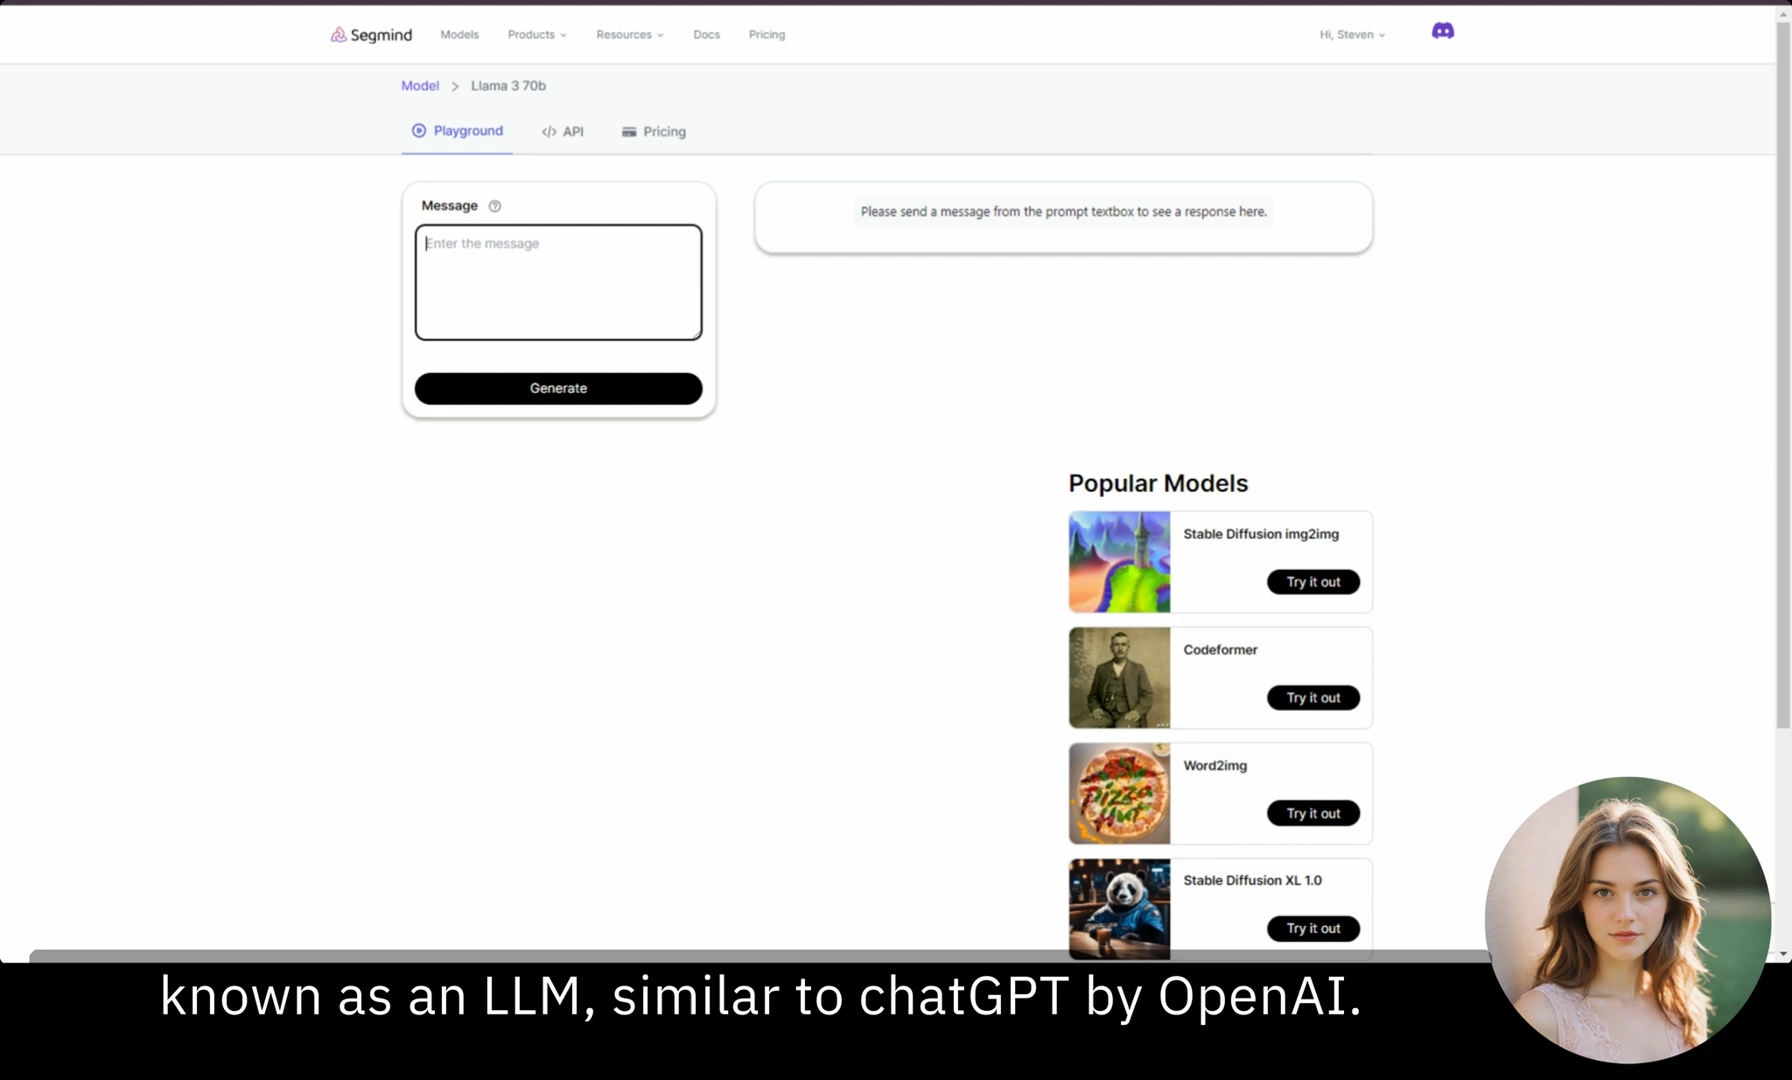 Segmind
Models
Products
Resources
Docs
Pricing
Hi, Steven
Model > Llama 3 70b
Playground
</> API
Pricing
Message
Enter the message
Generate
Please send a message from the prompt textbox to see a response here.
Popular Models
Stable Diffusion img2img
Try it out
Codeformer
Try it out
PIZZA
Word2img
Try it out
Stable Diffusion XL 1.0
Try it out
known as an LLM, similar to chatGPT by OpenAI.